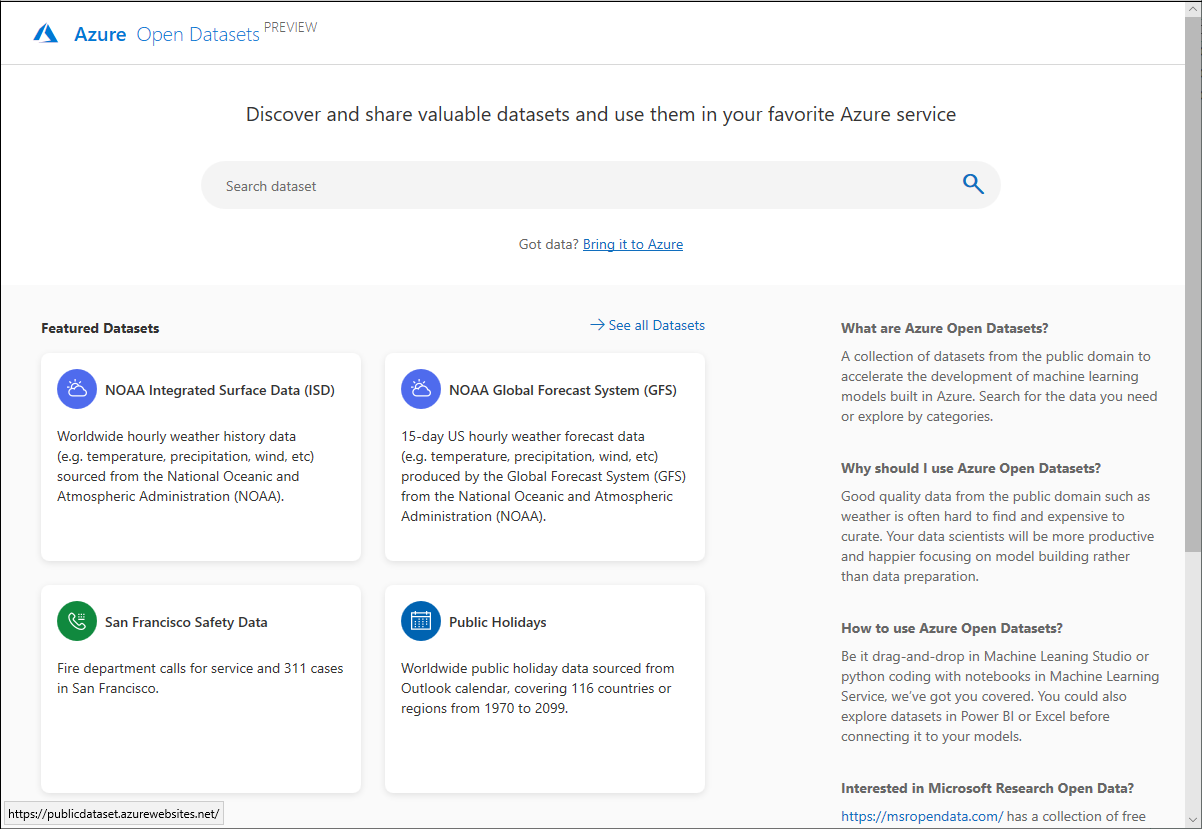 Azure Open Datasets PREVIEW
Discover and share valuable datasets and use them in your favorite Azure service
Search dataset
Got data? Bring it to Azure
Featured Datasets
See all Datasets
NOAA Integrated Surface Data (ISD)
Worldwide hourly weather history data
(e.g. temperature, precipitation, wind, etc)
sourced from the National Oceanic and
Atmospheric Administration (NOAA).
NOAA Global Forecast System (GFS)
15-day US hourly weather forecast data
(e.g. temperature, precipitation, wind, etc)
produced by the Global Forecast System (GFS)
from the National Oceanic and Atmospheric
Administration (NOAA).
San Francisco Safety Data
Fire department calls for service and 311 cases
in San Francisco.
Public Holidays
Worldwide public holiday data sourced from
Outlook calendar, covering 116 countries or
regions from 1970 to 2099.
What are Azure Open Datasets?
A collection of datasets from the public domain to
accelerate the development of machine learning
models built in Azure. Search for the data you need
or explore by categories.
Why should I use Azure Open Datasets?
Good quality data from the public domain such as
weather is often hard to find and expensive to
curate. Your data scientists will be more productive
and happier focusing on model building rather
than data preparation.
How to use Azure Open Datasets?
Be it drag-and-drop in Machine Leaning Studio or
python coding with notebooks in Machine Learning
Service, we've got you covered. You could also
explore datasets in Power BI or Excel before
connecting it to your models.
Interested in Microsoft Research Open Data?
https://msropendata.com/ has a collection of free
https://publicdataset.azurewebsites.net/